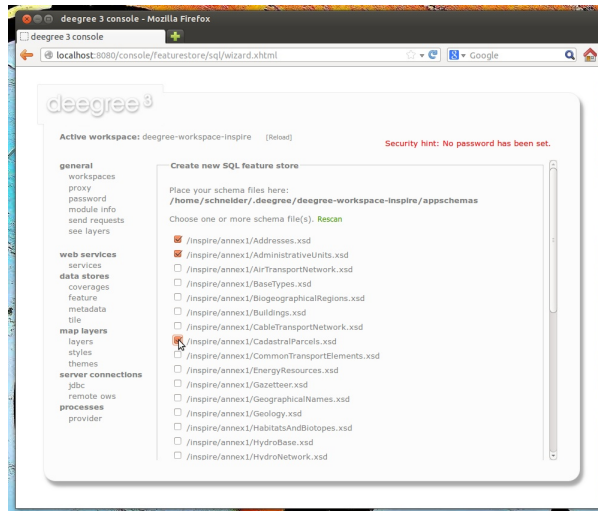 deegree 3 console - Mozilla Firefox
deegree 3 console
localhost:8080/console/featurestore/sql/wizard.xhtml
Google
deegree 3
Active workspace: deegree-workspace-inspire [Reload]
Security hint: No password has been set.
general
workspaces
proxy
password
module info
send requests
see layers
web services
services
data stores
coverages
feature
metadata
tile
map layers
layers
styles
themes
server connections
jdbc
remote ows
processes
provider
Create new SQL feature store
Place your schema files here:
/home/schneider/.deegree/deegree-workspace-inspire/appschemas
Choose one or more schema file(s). Rescan
/inspire/annex1/Addresses.xsd
/inspire/annex1/AdministrativeUnits.xsd
/inspire/annex1/AirTransportNetwork.xsd
/inspire/annex1/BaseTypes.xsd
/inspire/annex1/BiogeographicalRegions.xsd
/inspire/annex1/Buildings.xsd
/inspire/annex1/CableTransportNetwork.xsd
/inspire/annex1/CadastralParcels.xsd
/inspire/annex1/CommonTransportElements.xsd
/inspire/annex1/EnergyResources.xsd
/inspire/annex1/Gazetteer.xsd
/inspire/annex1/GeographicalNames.xsd
/inspire/annex1/Geology.xsd
/inspire/annex1/HabitatsAndBiotopes.xsd
/inspire/annex1/HydroBase.xsd
/inspire/annex1/HydroNetwork.xsd